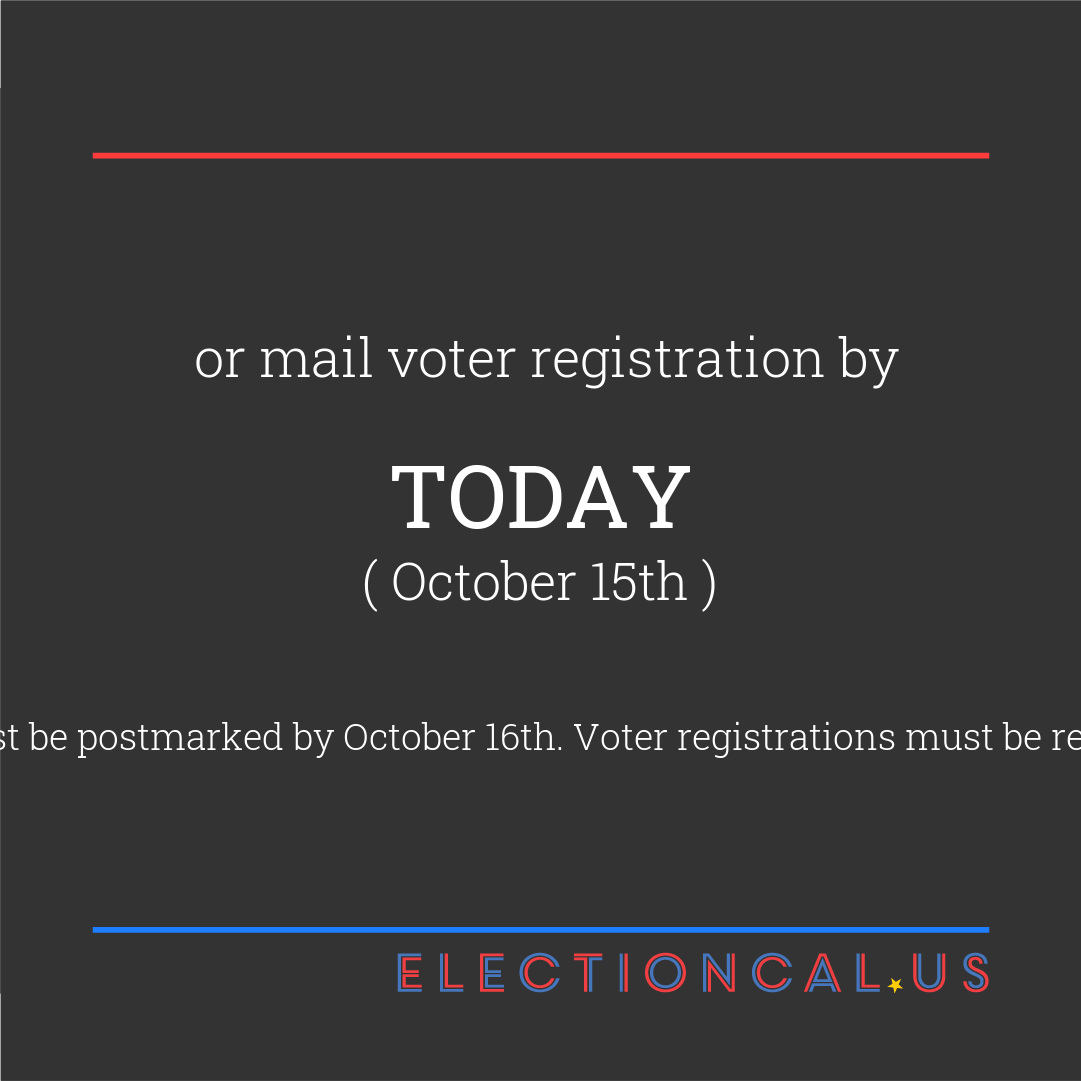 or mail voter registration by
TODAY
( October 15th )
be postmarked by October 16th. Voter registrations must be
ELECTIONCAL.US